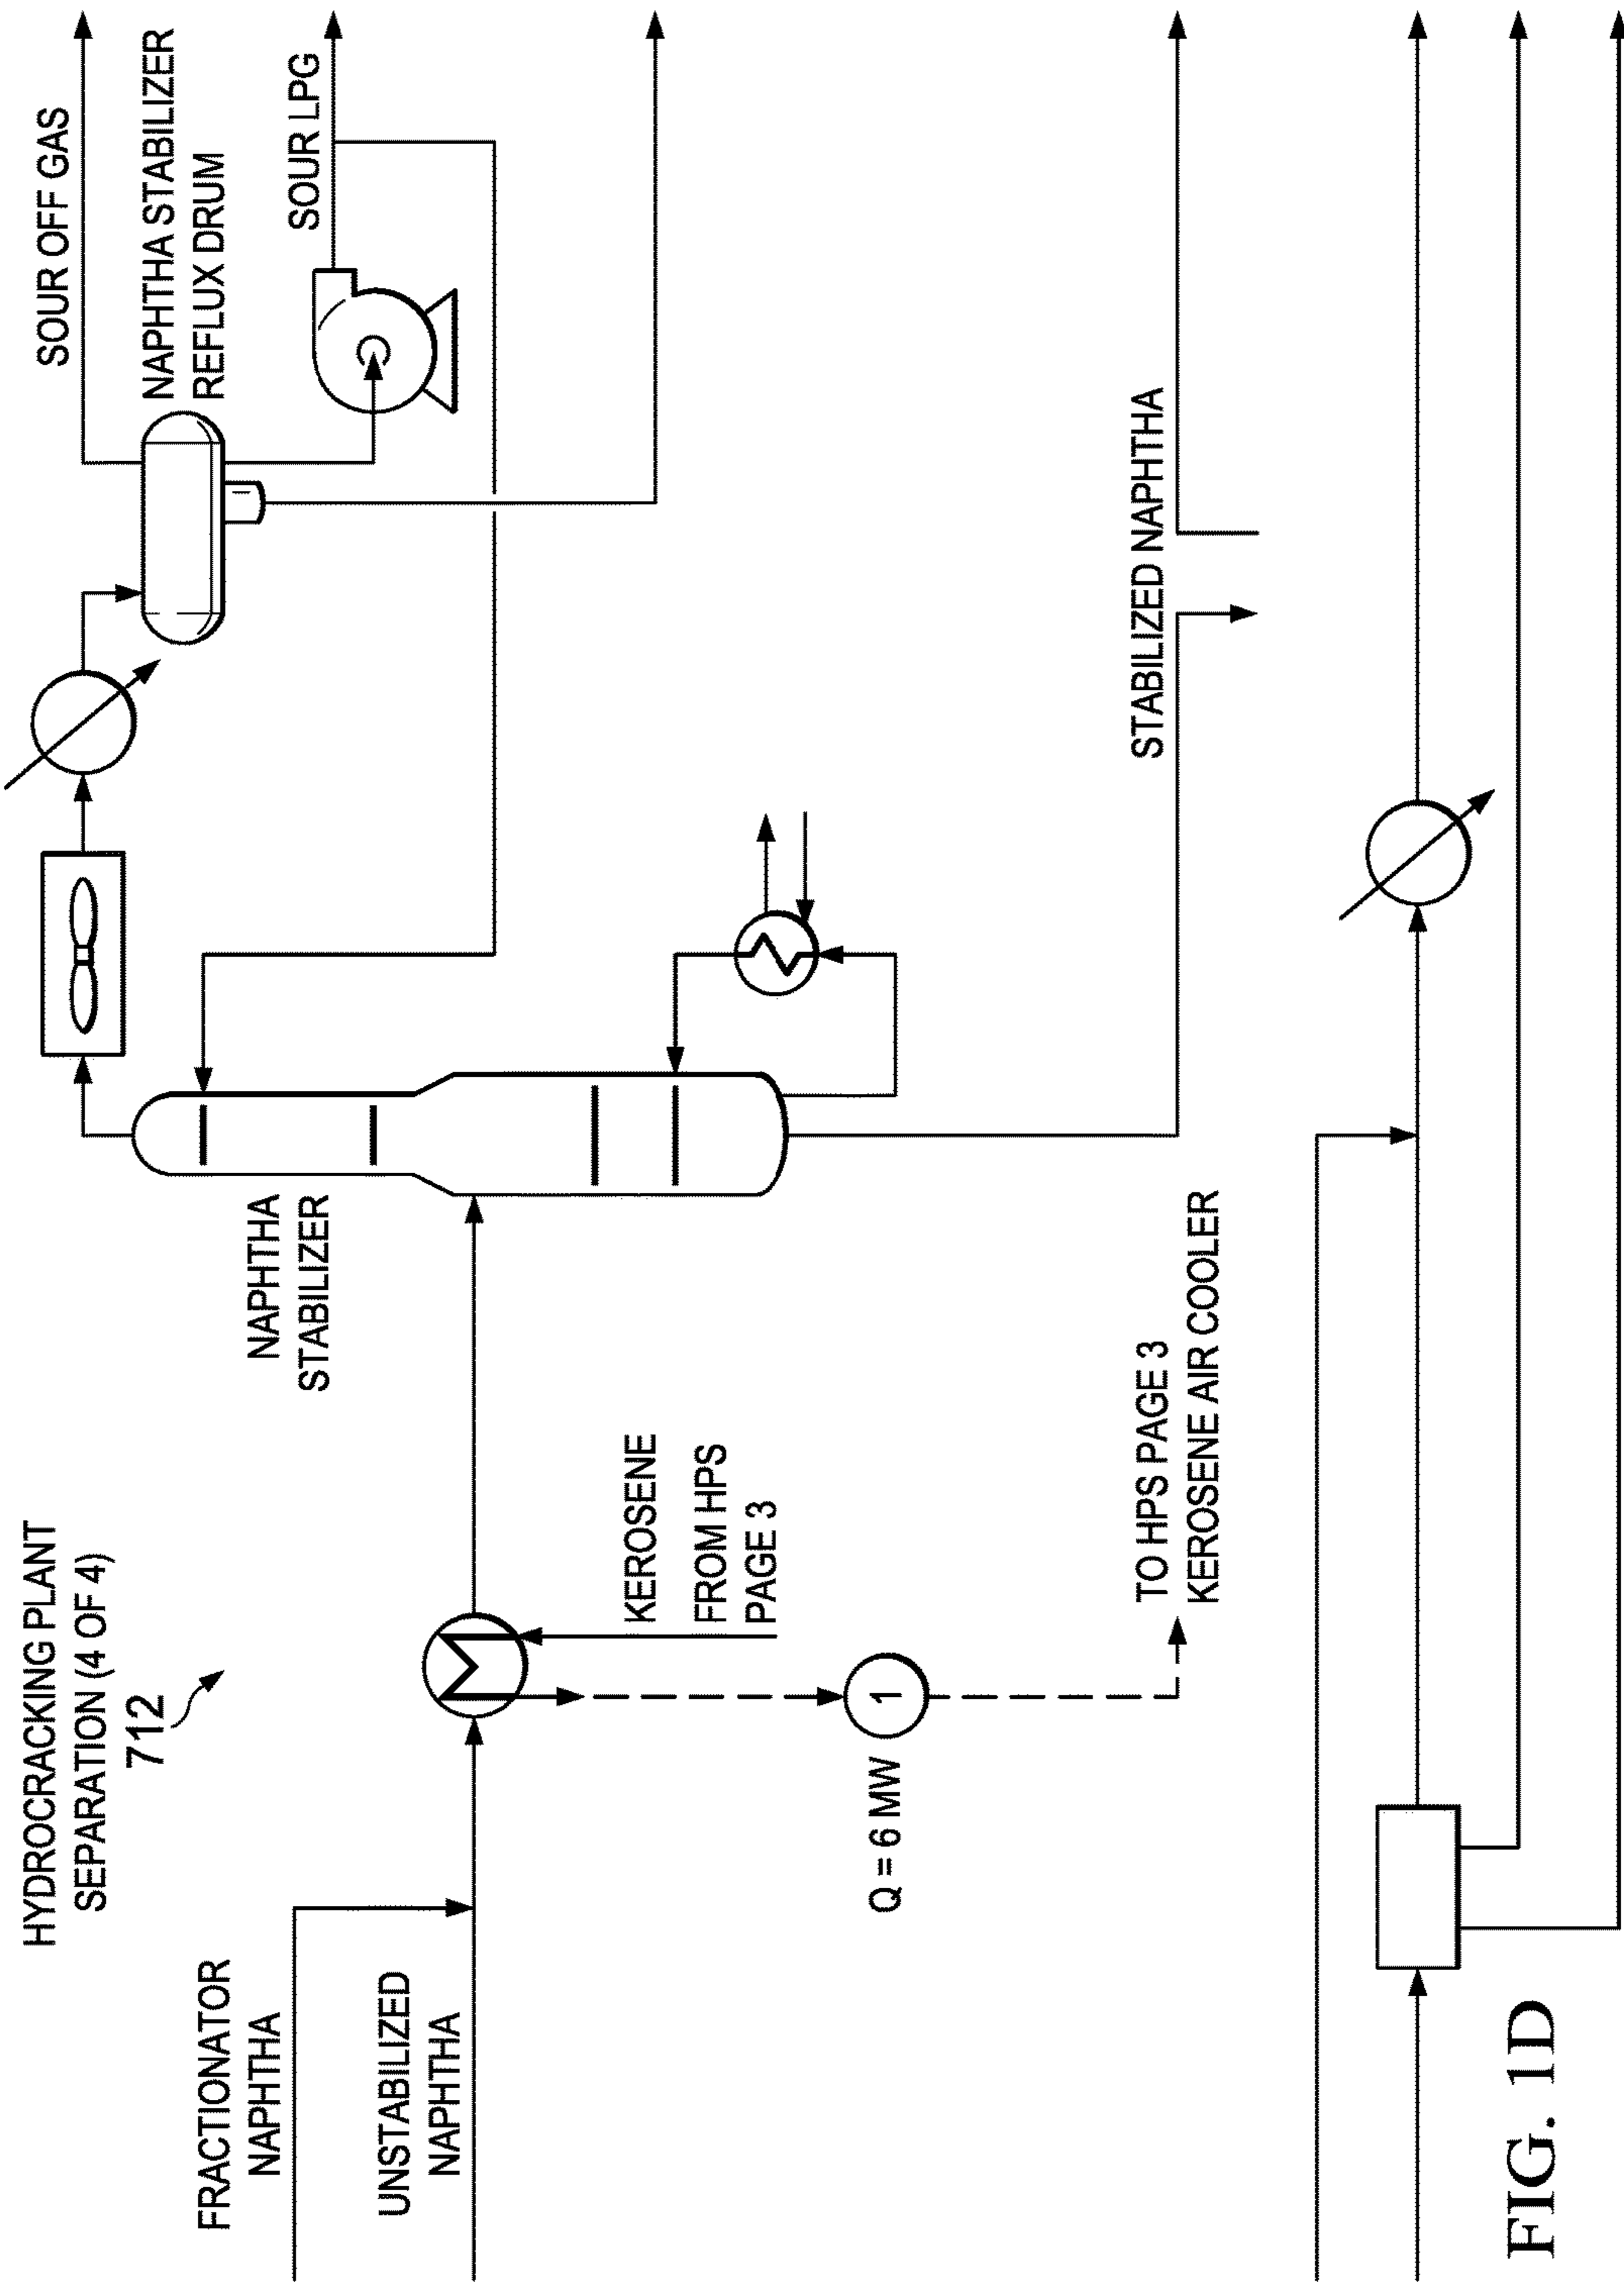 HYDROCRACKING PLANT
SEPARATION (4 OF 4)
712
FRACTIONATOR
NAPHTHA
UNSTABILIZED
NAPHTHA
NAPHTHA
STABILIZER
SOUR OFF GAS
NAPHTHA STABILIZER
REFLUX DRUM
SOUR LPG
KEROSENE
FROM HPS
PAGE 3
Q = 6 MW
1
TO HPS PAGE 3
KEROSENE AIR COOLER
STABILIZED NAPHTHA
FIG. 1D